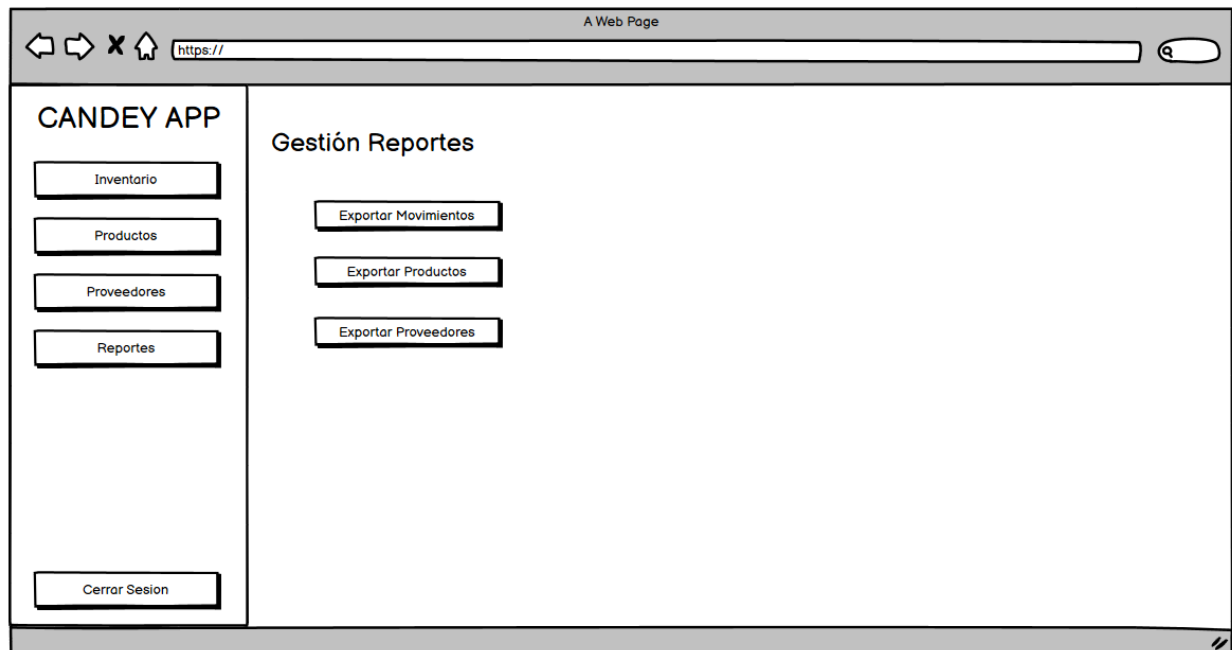 A Web Page
https://
CANDEY APP
Inventario
Productos
Proveedores
Reportes
Cerrar Sesion
Gestión Reportes
Exportar Movimientos
Exportar Productos
Exportar Proveedores